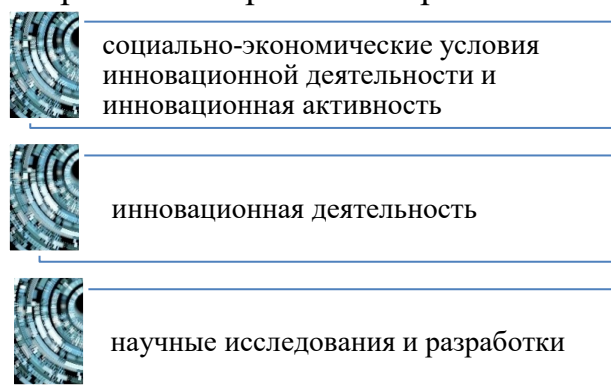 социально-экономические условия
инновационной деятельности и
инновационная активность
инновационная деятельность
научные исследования и разработки